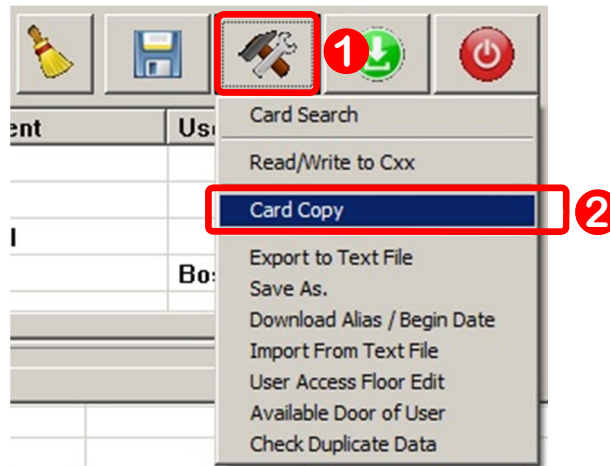 1
Card Search
ent
Us
Read/Write to Cxx
Card Copy
2
Export to Text File
Bo
Save As.
Download Alias / Begin Date
Import From Text File
User Access Floor Edit
Available Door of User
Check Duplicate Data